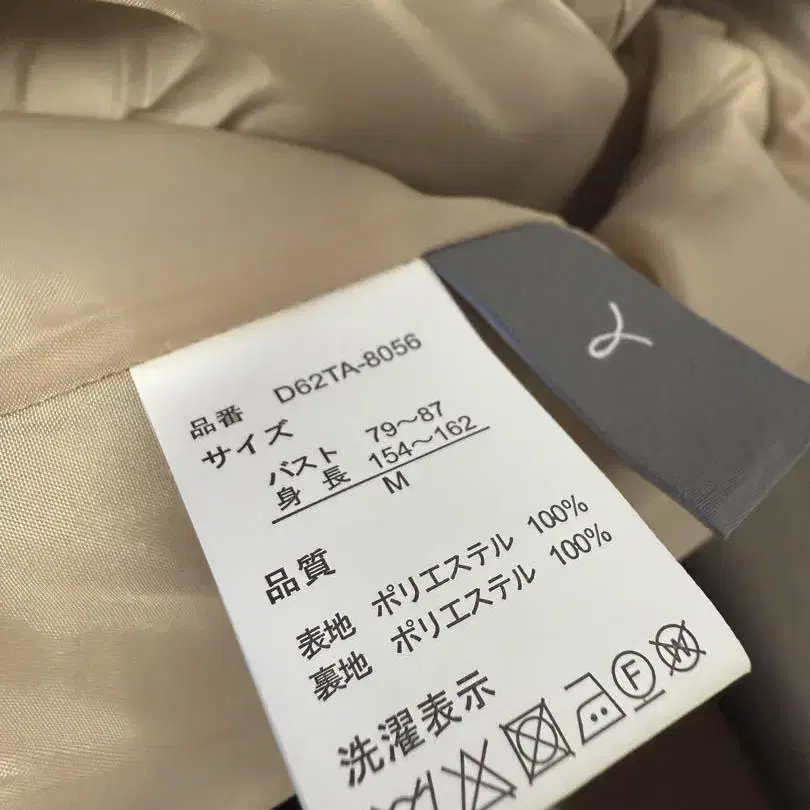 品番 D62TA-8056
サイズ
バスト 79～87
身長 154～162
M
品質
表地 ポリエステル 100%
裏地 ポリエステル 100%
洗濯表示
F W